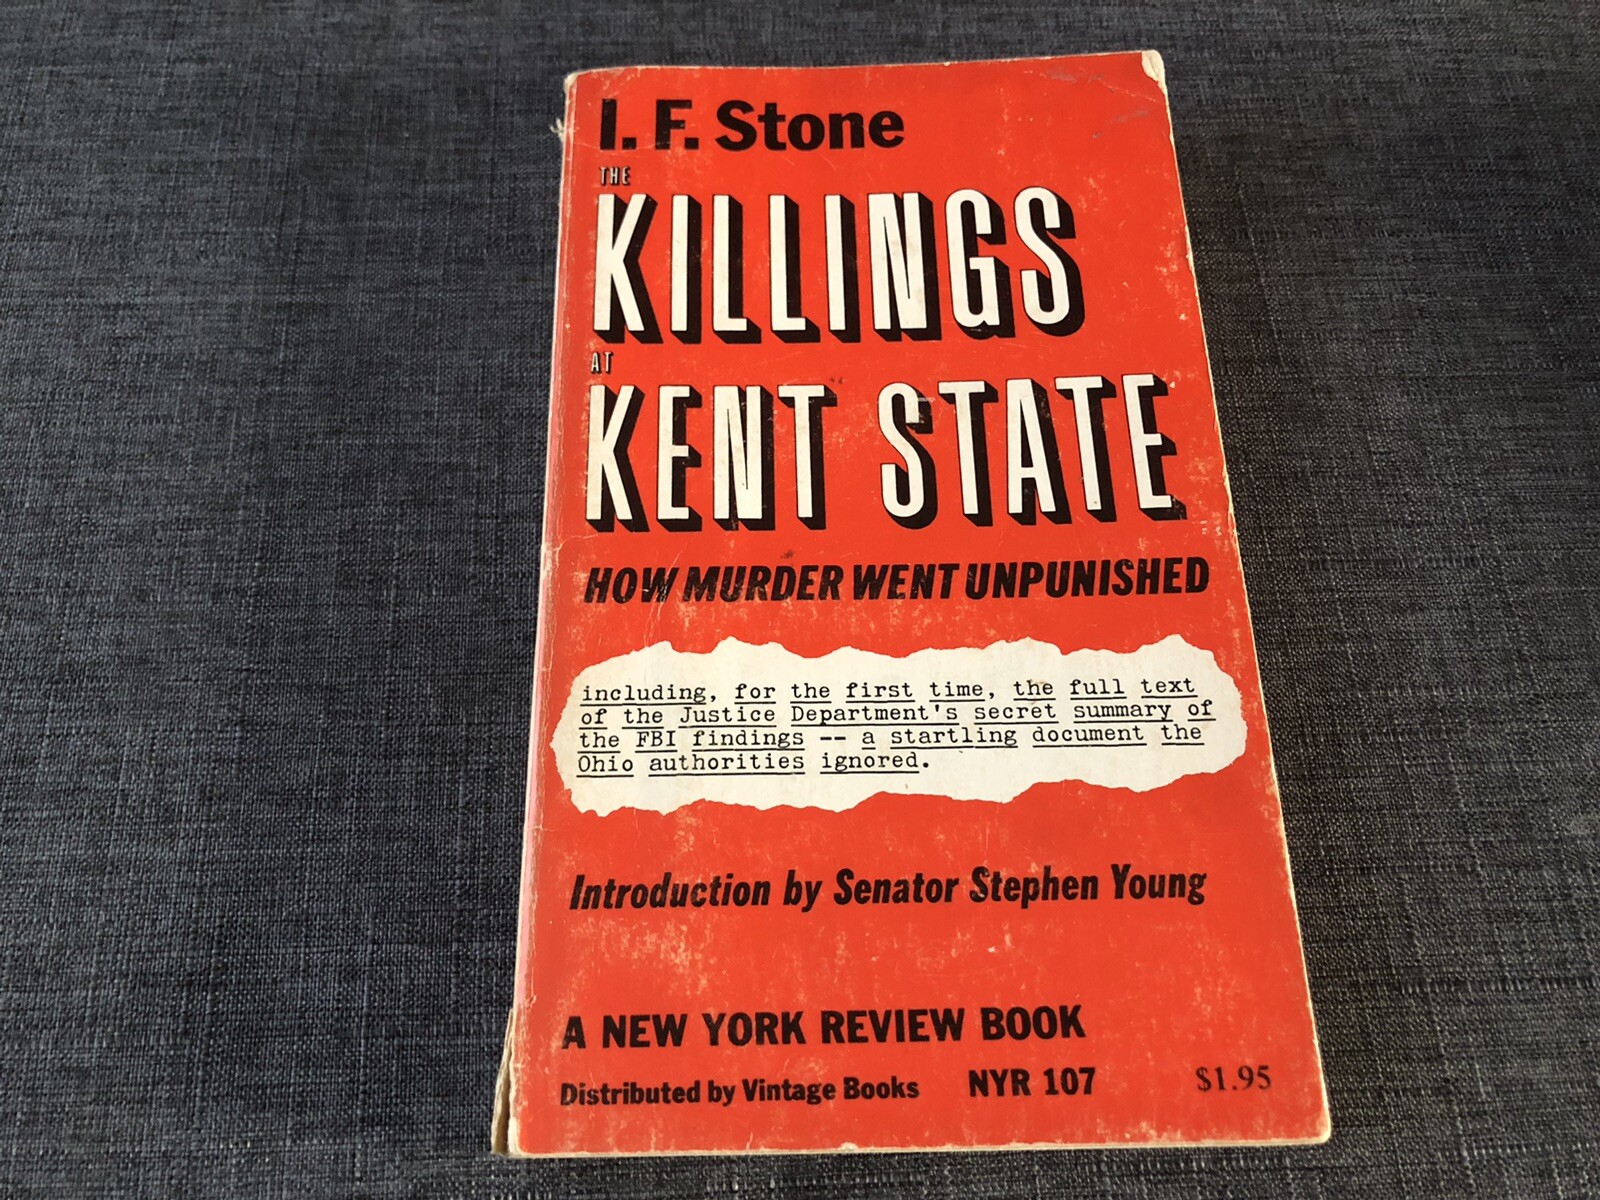 I. F. Stone
THE
KILLINGS
AT
KENT STATE
HOW MURDER WENT UNPUNISHED
including, for the first time, the full text
of the Justice Department's secret summary of
the FBI findings -- a startling document the
Ohio authorities ignored.
Introduction by Senator Stephen Young
A NEW YORK REVIEW BOOK
Distributed by Vintage Books NYR 107 $1.95